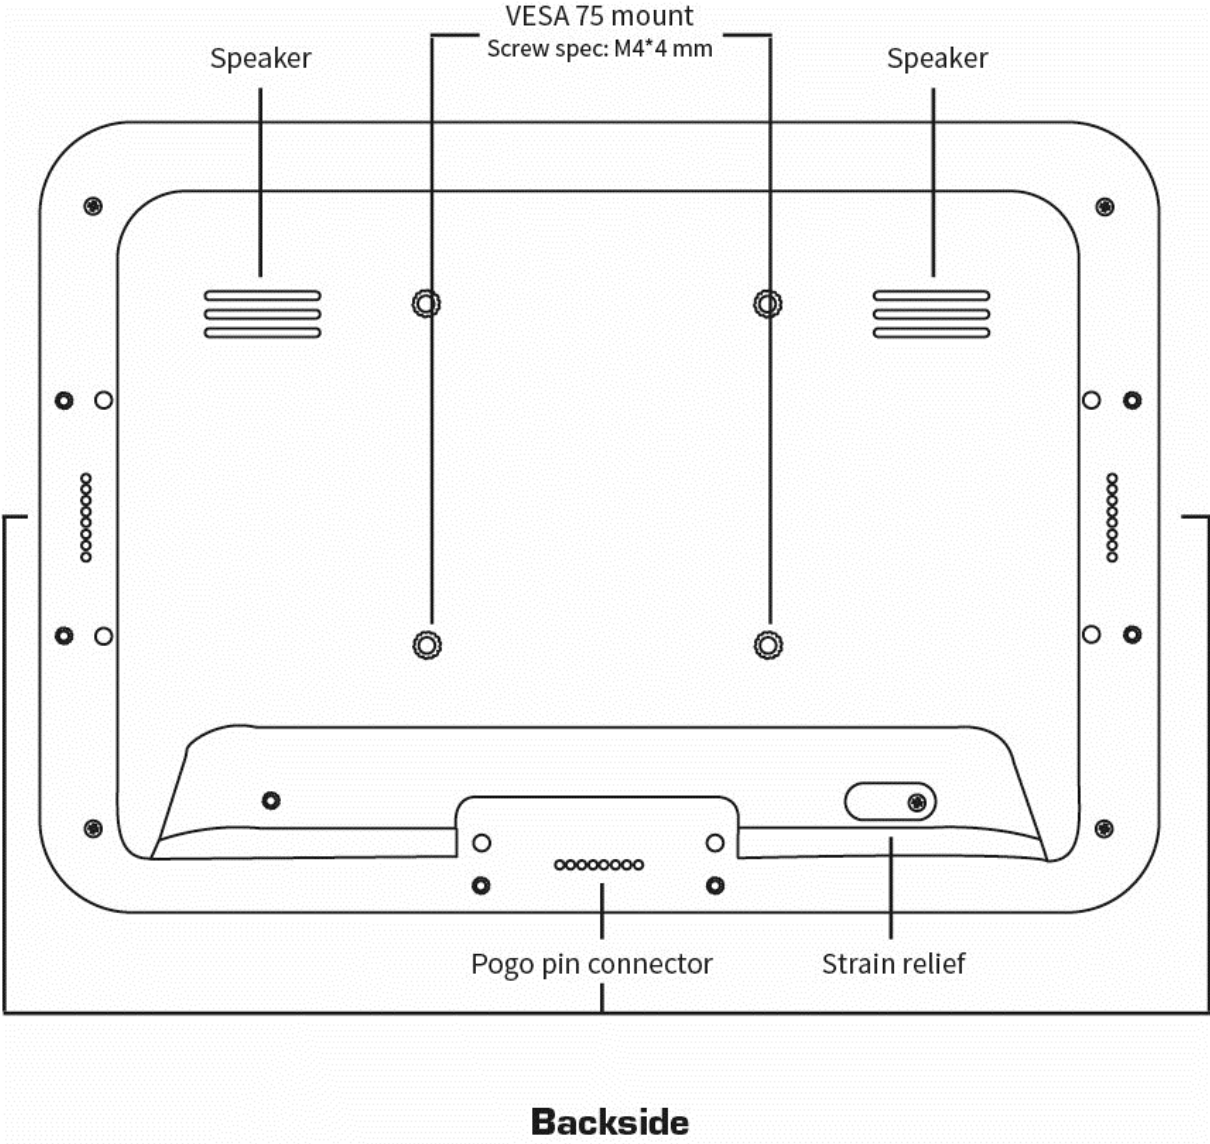 VESA 75 mount
Screw spec: M4*4 mm
Speaker
Speaker
Pogo pin connector
Strain relief
Backside